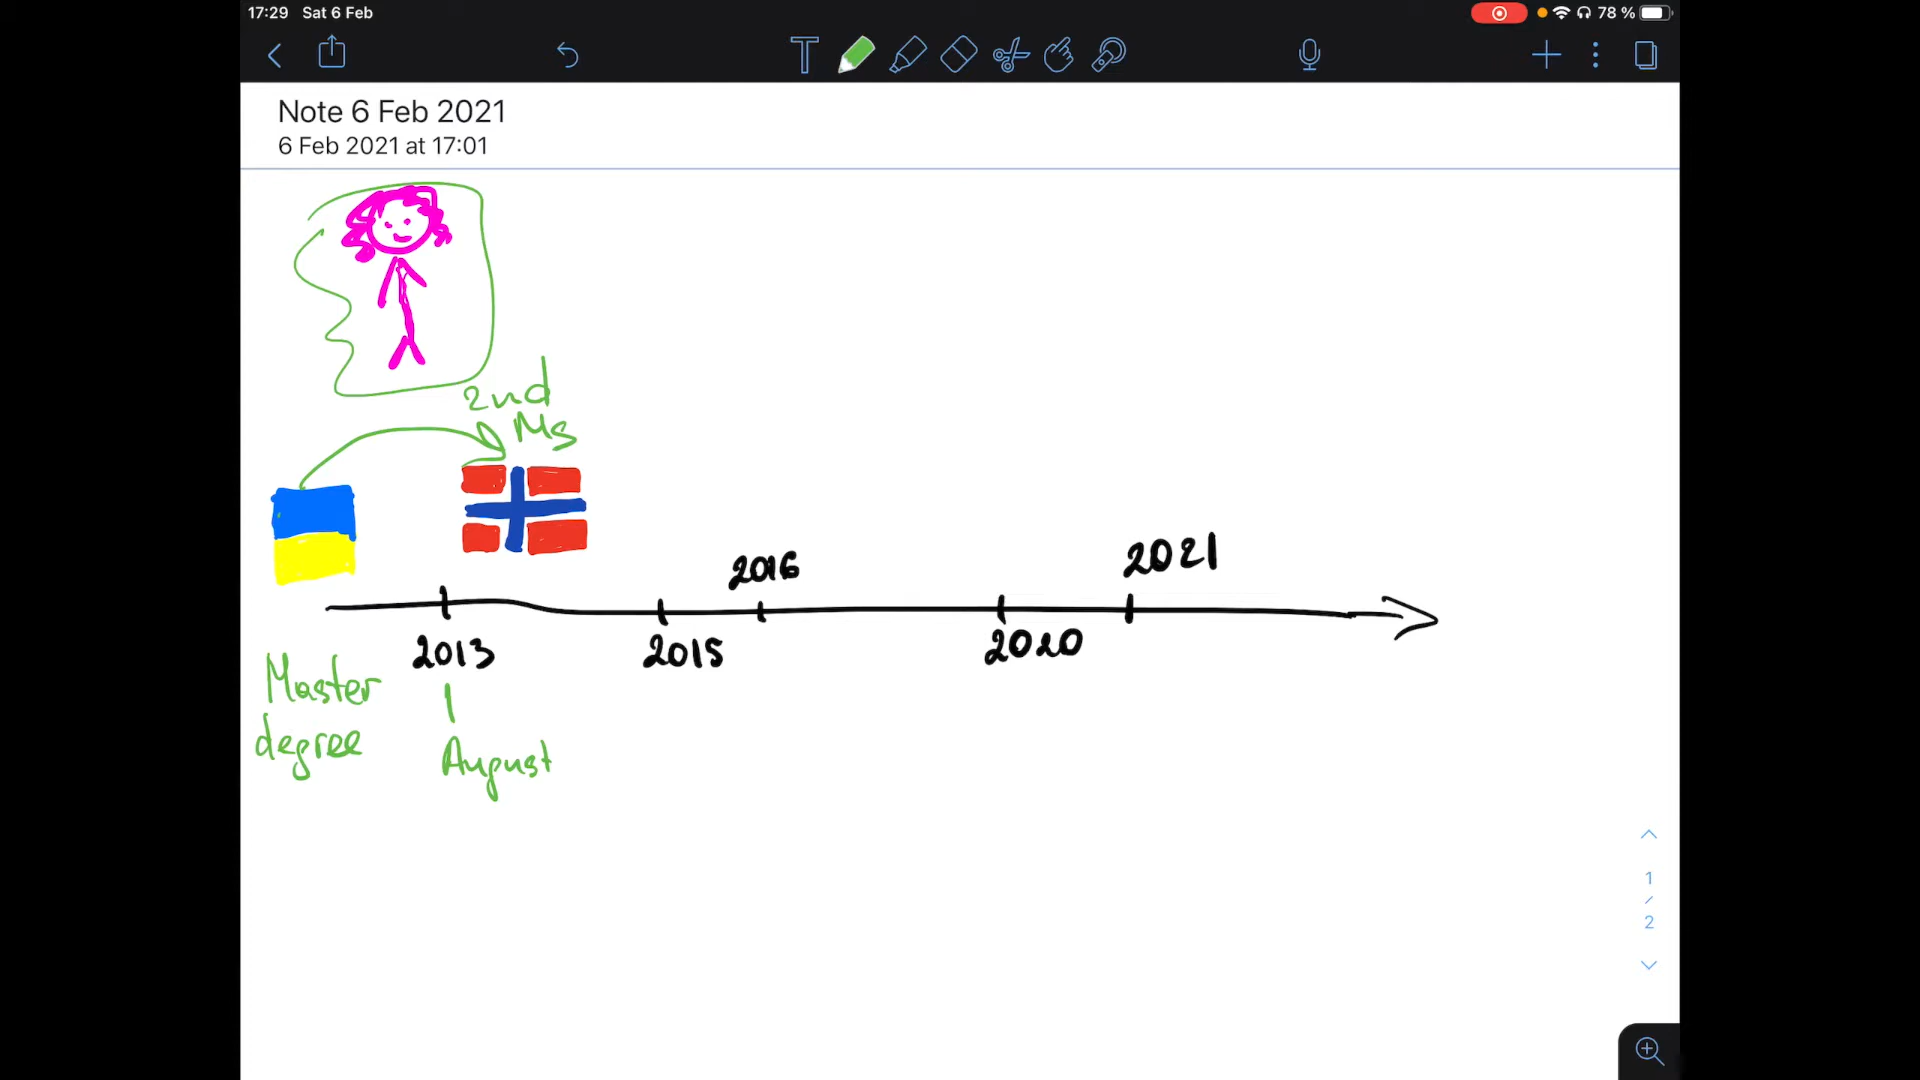 17:29 Sat 6 Feb
78 %
T
Note 6 Feb 2021
6 Feb 2021 at 17:01
2nd
Ms
2016
2021
2013
2015
2020
Master
degree
August
1
/
2